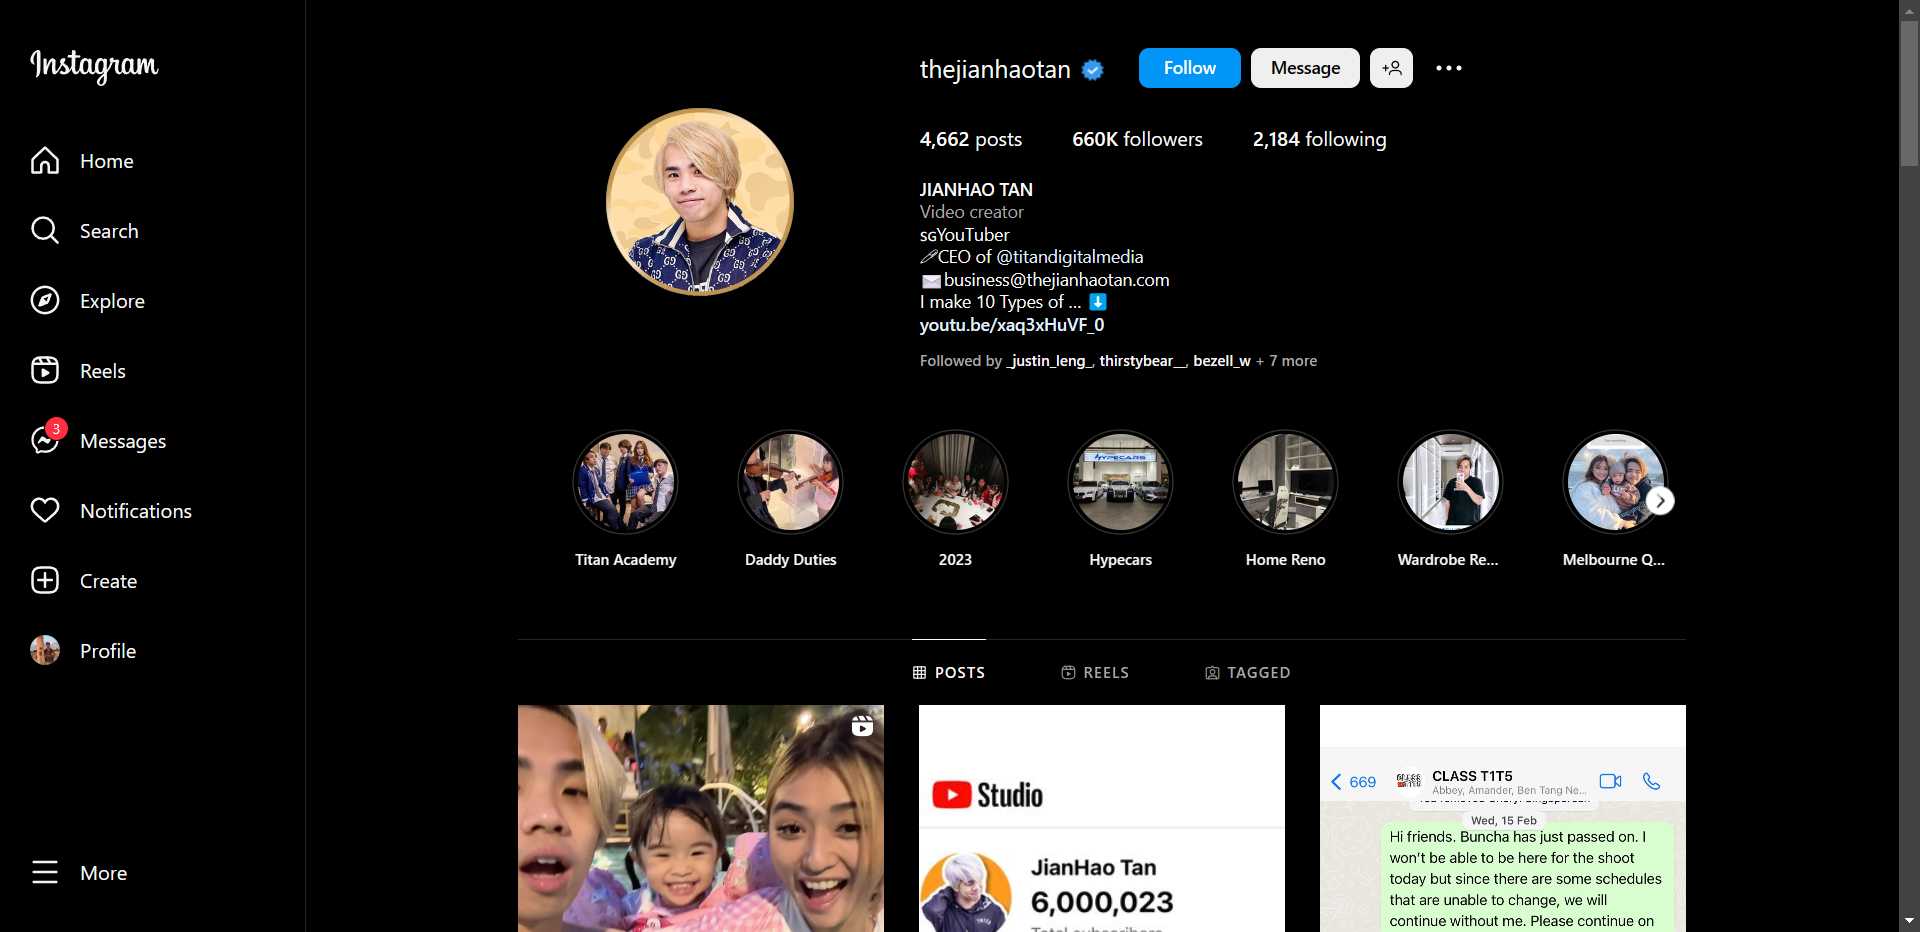 Instagram
Home
Search
Explore
Reels
3
Messages
Notifications
Create
Profile
More
thejianhaotan
Follow
Message
4,662 posts
660K followers
2,184 following
JIANHAO TAN
Video creator
SGYouTuber
CEO of @titandigitalmedia
business@thejianhaotan.com
I make 10 Types of ...
youtu.be/xaq3xHuVF_0
Followed by _justin_leng_, thirstybear__, bezell_w + 7 more
HYPECARS
Titan Academy
Daddy Duties
2023
Hypecars
Home Reno
Wardrobe Re...
Melbourne Q...
POSTS
REELS
TAGGED
Studio
JianHao Tan
6,000,023
Total subscribers
669
CLASS T1T5
Abbey, Amander, Ben Tang Ne...
Wed, 15 Feb
Hi friends. Buncha has just passed on. I
won't be able to be here for the shoot
today but since there are some schedules
that are unable to change, we will
continue without me. Please continue on